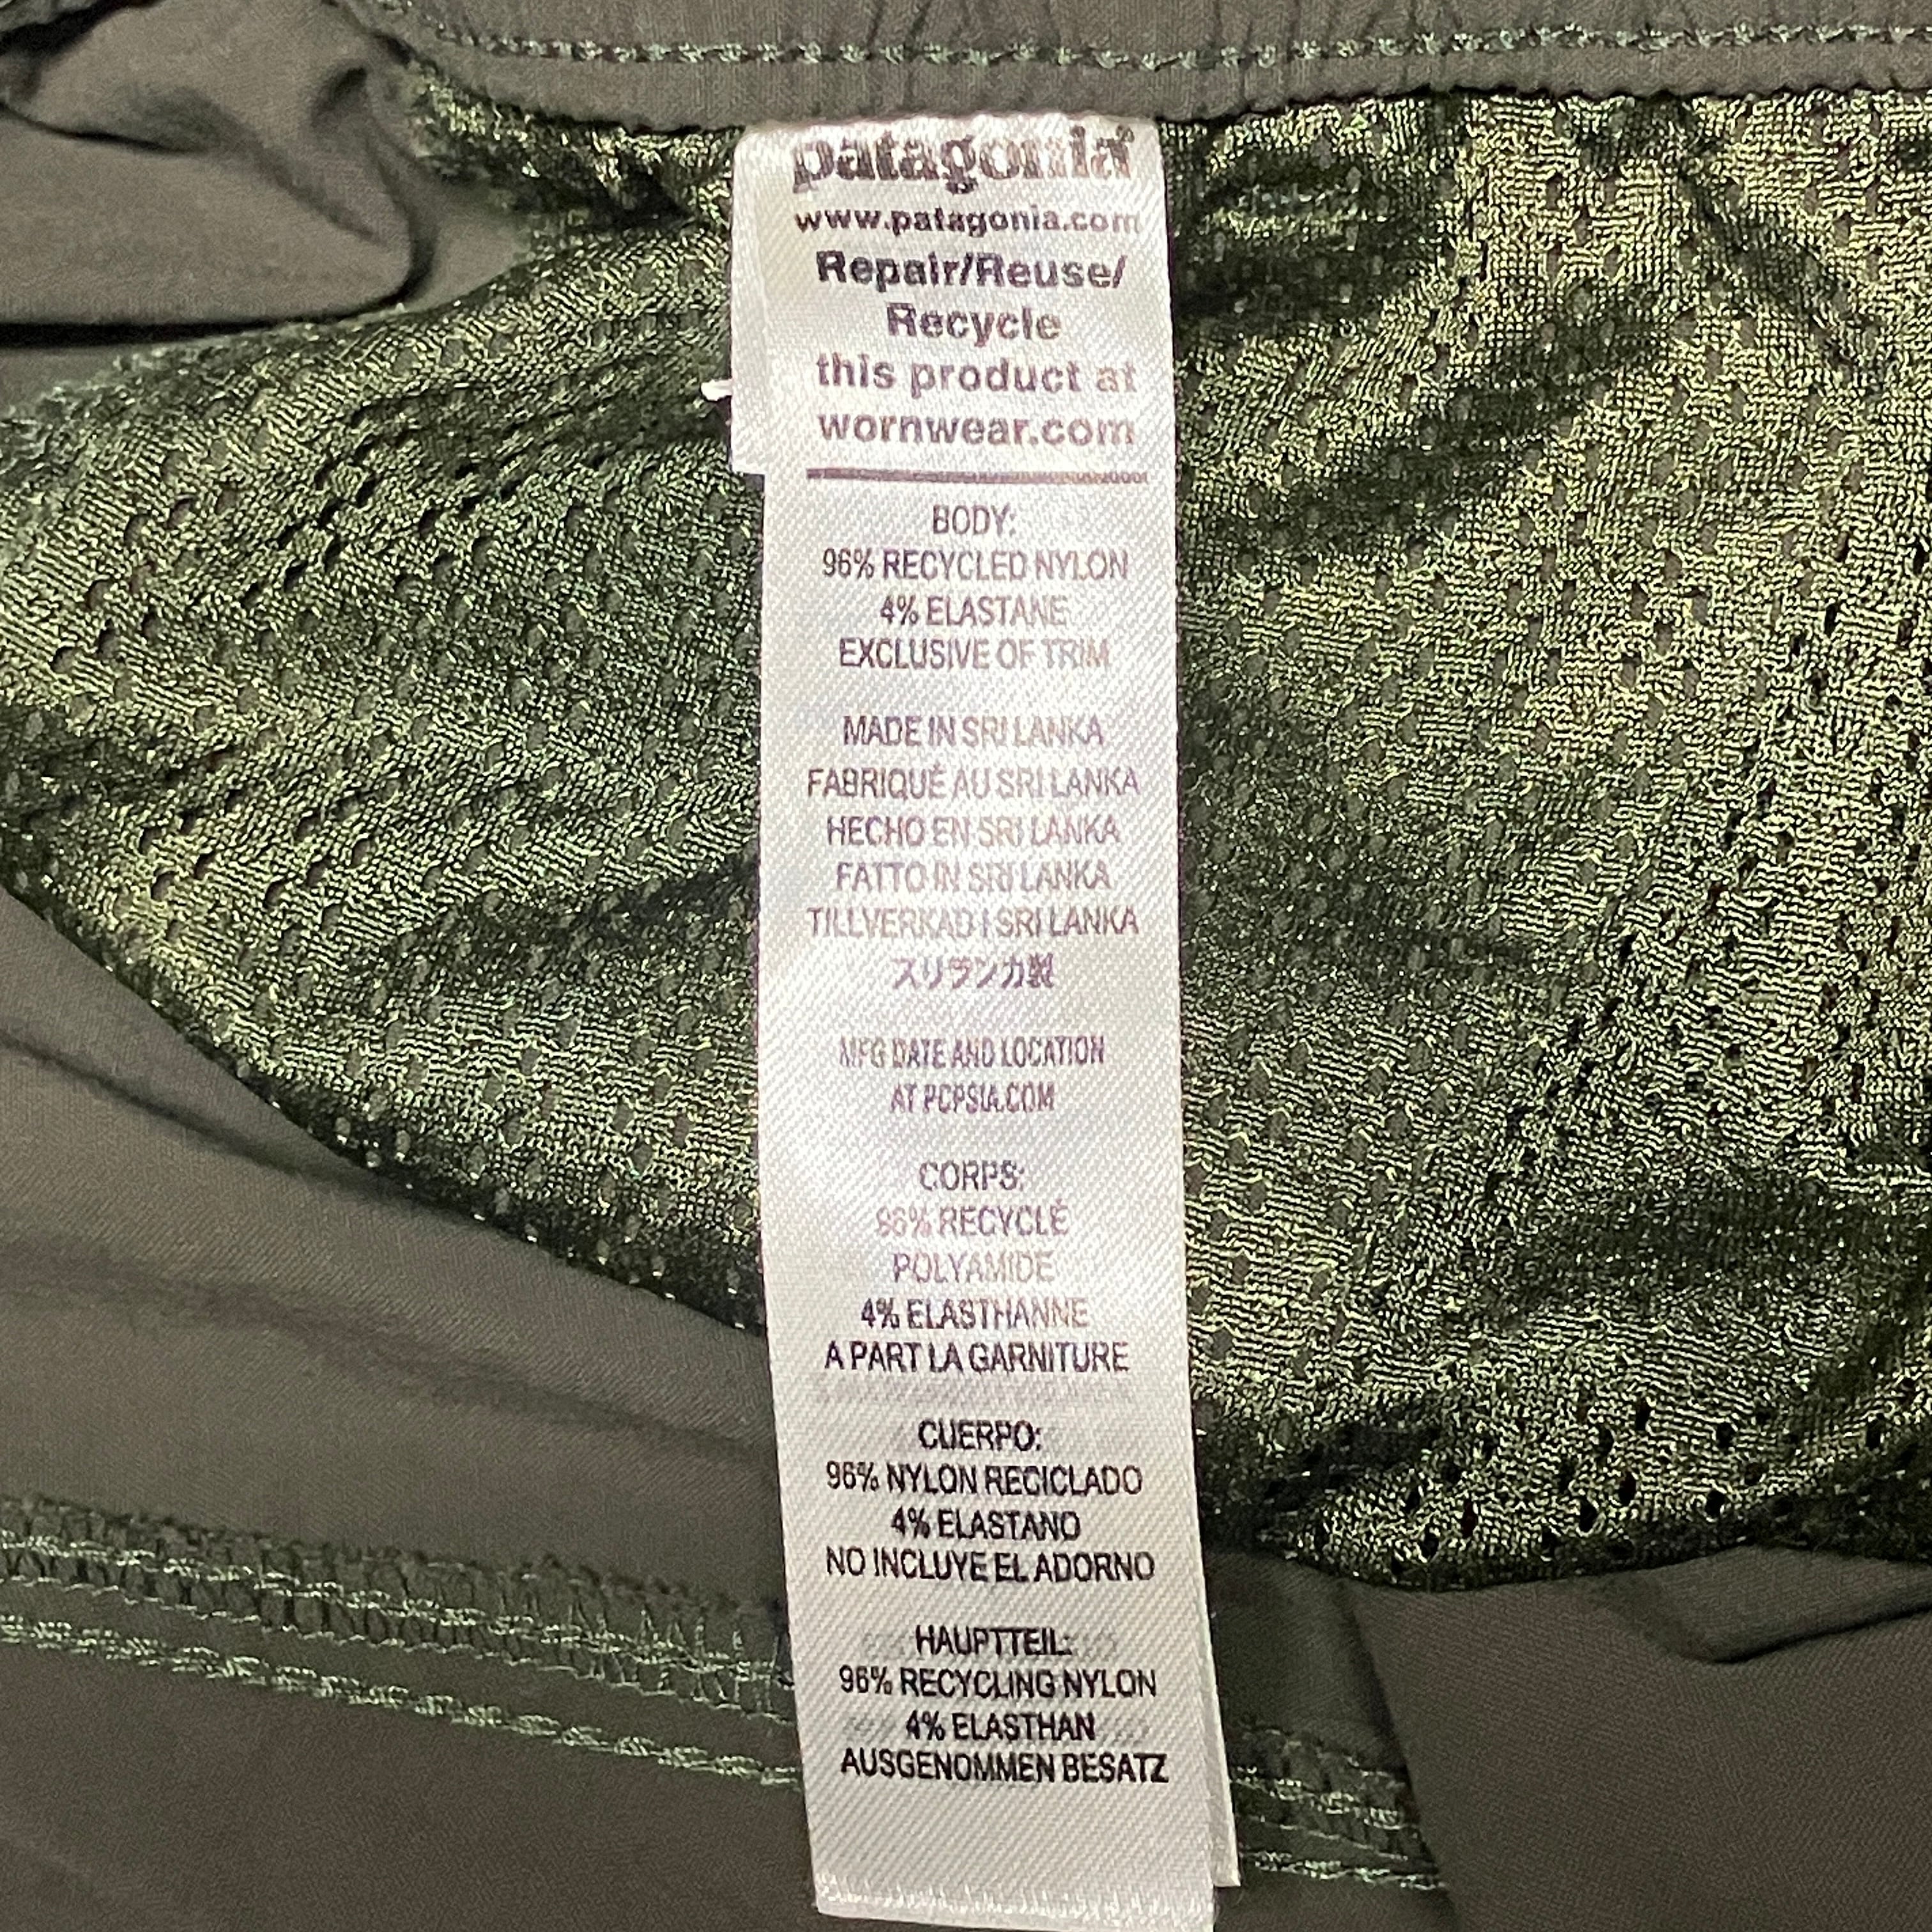 patagonia®
www.patagonia.com
Repair/Reuse/
Recycle
this product at
wornwear.com
BODY:
96% RECYCLED NYLON
4% ELASTANE
EXCLUSIVE OF TRIM
MADE IN SRI LANKA
FABRIQUÉ AU SRI LANKA
HECHO EN SRI LANKA
FATTO IN SRI LANKA
TILLVERKAD I SRI LANKA
スリランカ製
MFG DATE AND LOCATION
AT PCPSIA.COM
CORPS:
96% RECYCLÉ
POLYAMIDE
4% ELASTHANNE
A PART LA GARNITURE
CUERPO:
96% NYLON RECICLADO
4% ELASTANO
NO INCLUYE EL ADORNO
HAUPTTEIL:
96% RECYCLING NYLON
4% ELASTHAN
AUSGENOMMEN BESATZ